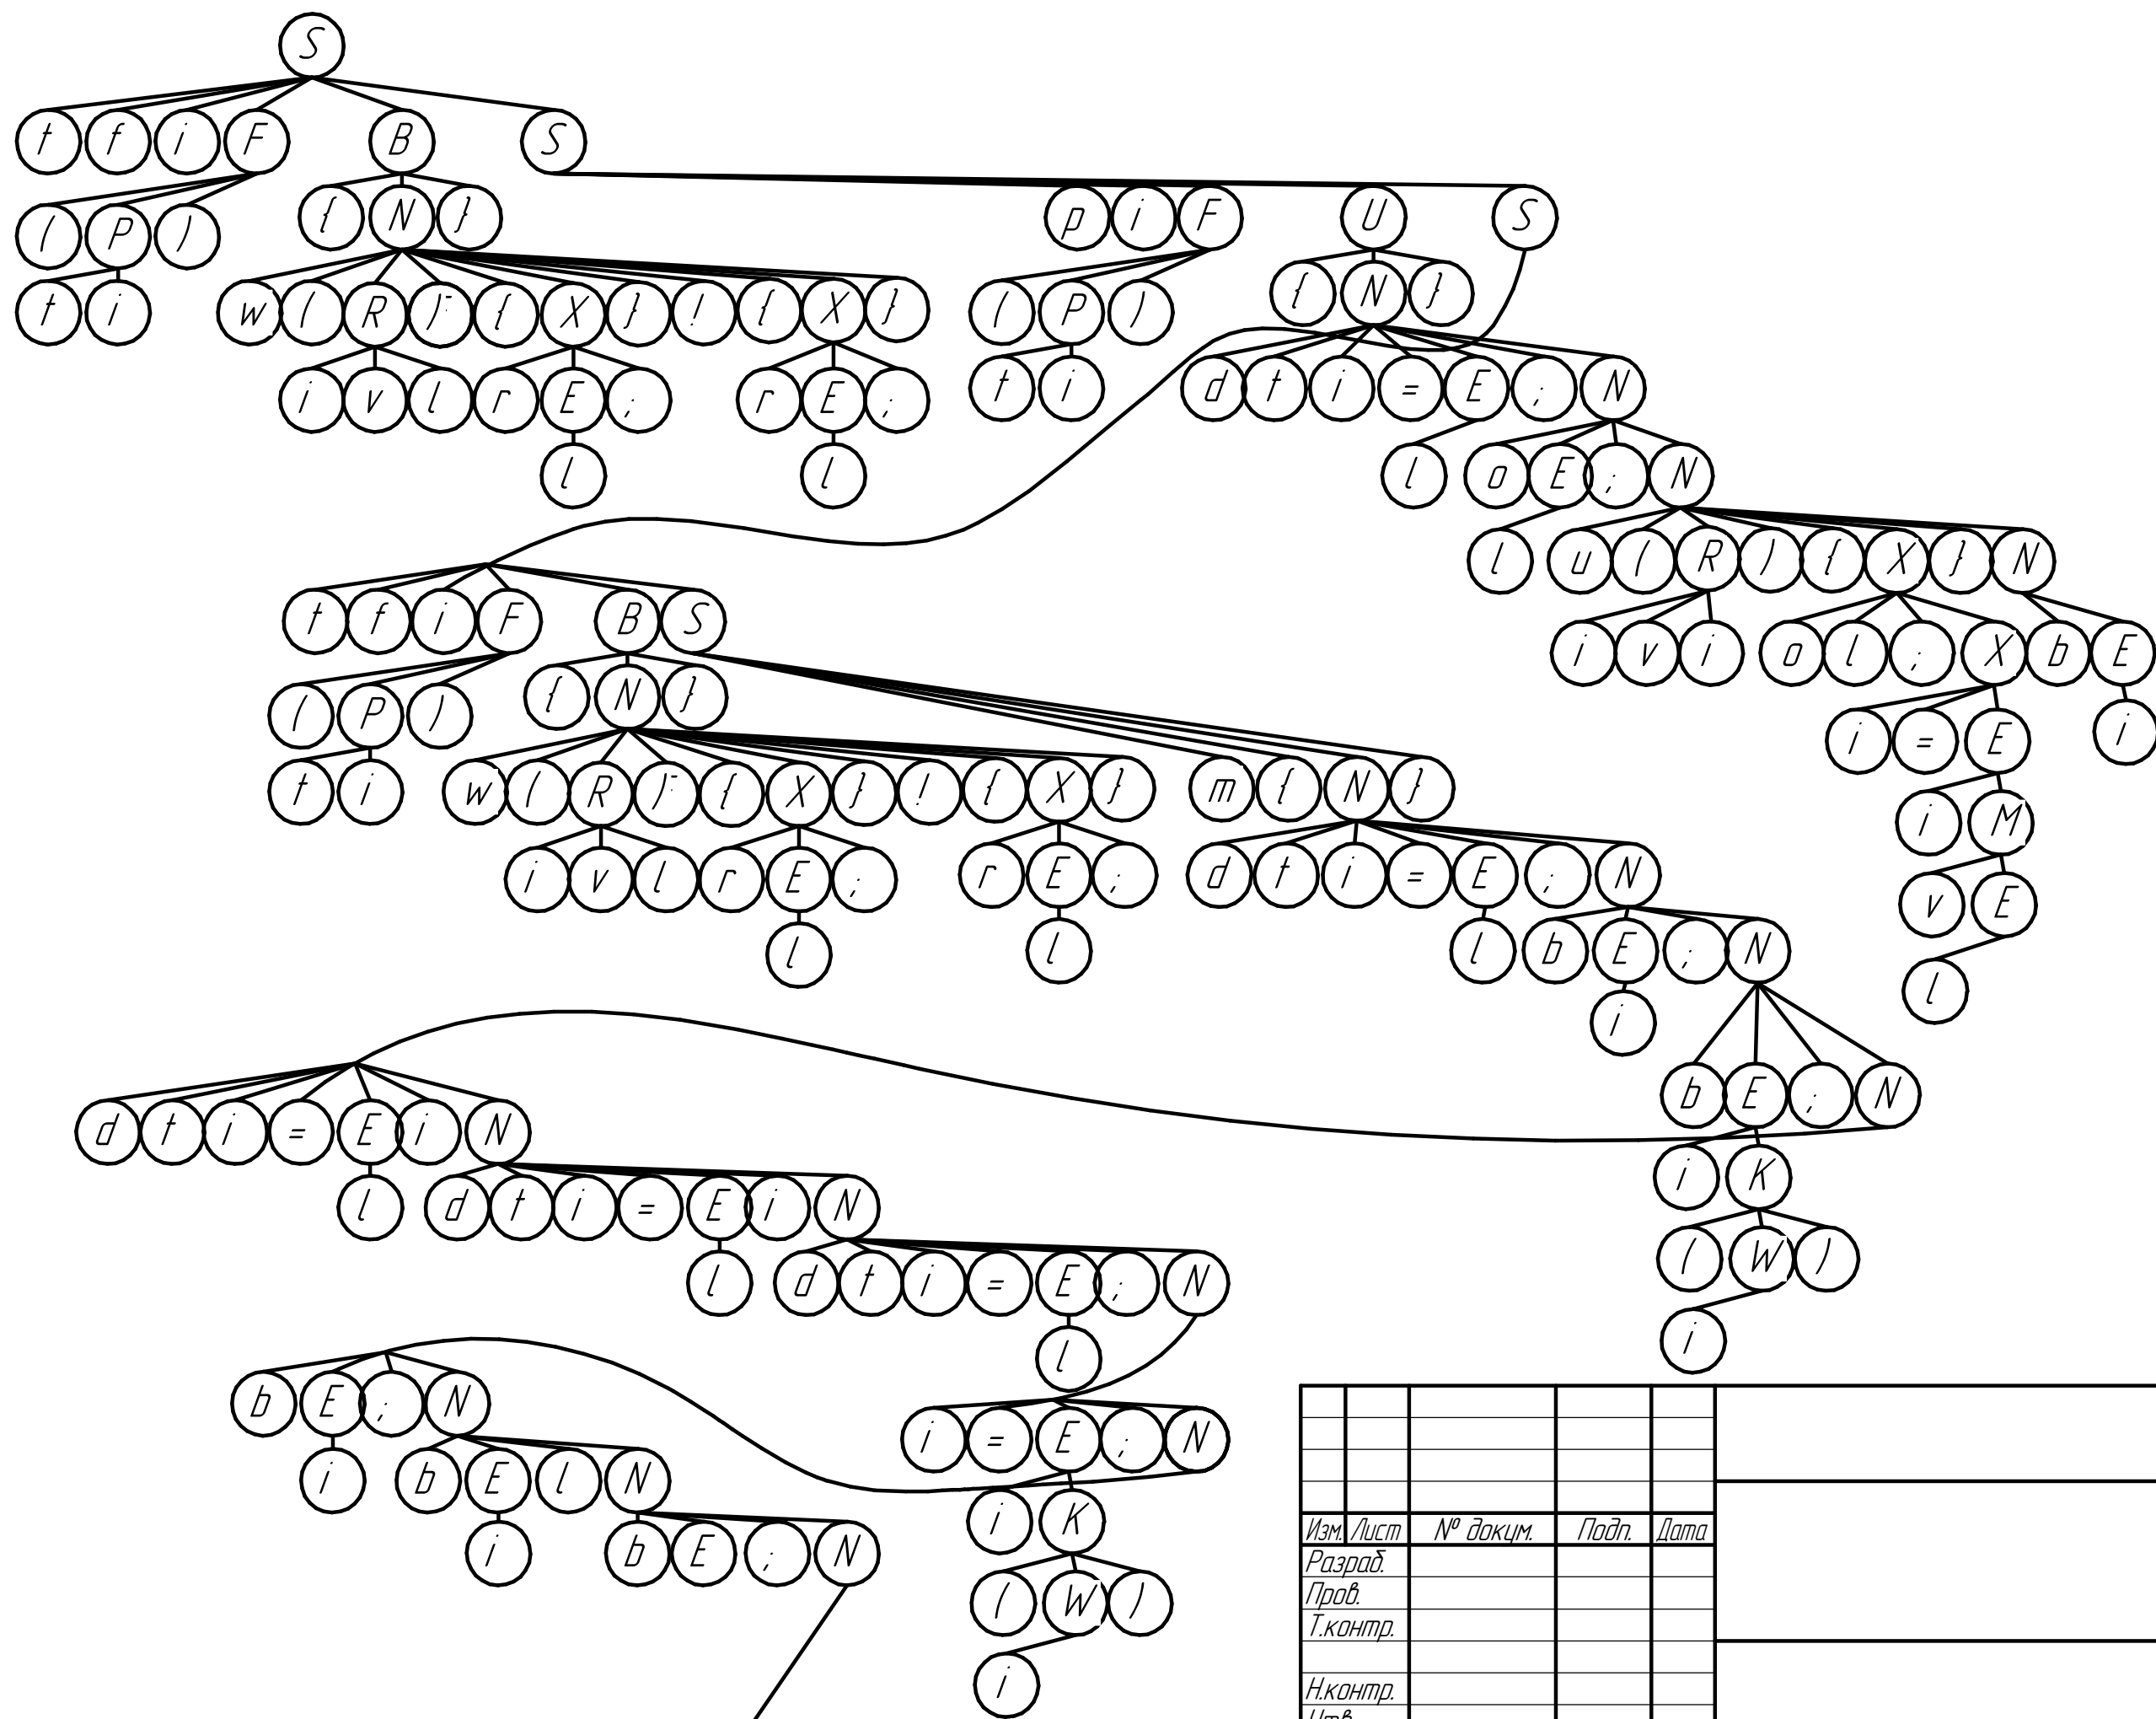 S
t f i F B S
( P ) { N } p i F U S
t i w ( R ) { X } ! { X } ( P ) { N }
i v l r E ; r E ; t i d t i = E ; N
l l l o E ; N
l u ( R ) { X } N
t f i F B S i v i o l ; X b E
( P ) { N } i = E i
t i w ( R ) { X } ! { X } m { N } i M
i v l r E ; r E ; d t i = E ; N v E
l l l b E ; N l
i
b E ; N
d t i = E i N i K
l d t i = E i N ( W )
l d t i = E ; N i
l
b E ; N i = E ; N
i b E l N i K
i b E ; N ( W )
i
Изм. Лист № докум. Подп. Дата
Разраб.
Пров.
Т.контр.
Н.контр.